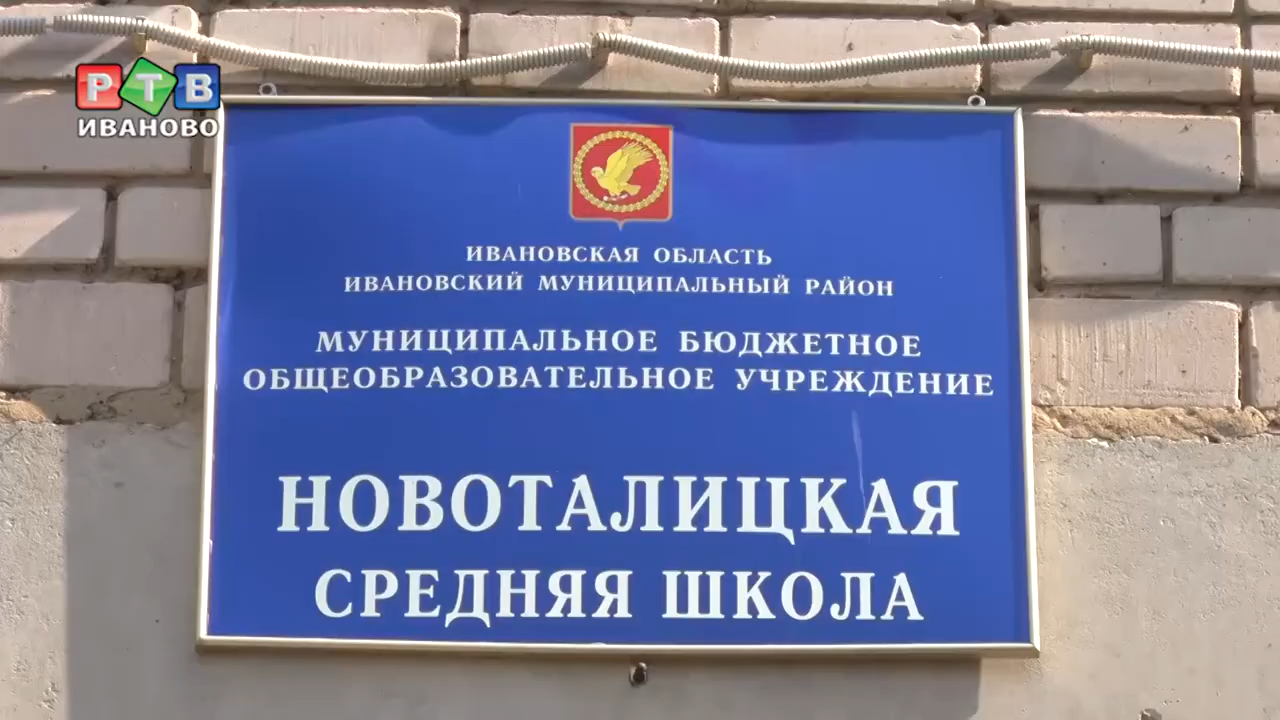 РТВ
ИВАНОВО
ИВАНОВСКАЯ ОБЛАСТЬ
ИВАНОВСКИЙ МУНИЦИПАЛЬНЫЙ РАЙОН
МУНИЦИПАЛЬНОЕ БЮДЖЕТНОЕ
ОБЩЕОБРАЗОВАТЕЛЬНОЕ УЧРЕЖДЕНИЕ
НОВОТАЛИЦКАЯ
СРЕДНЯЯ ШКОЛА